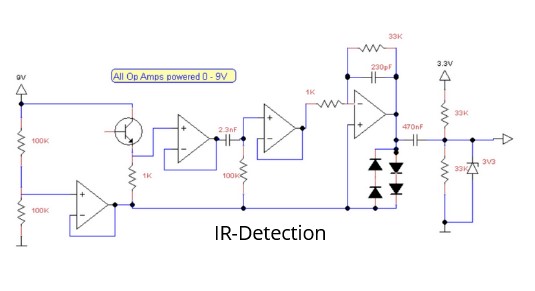 33K
3.3V
9V
All Op Amps powered 0 - 9V
230pF
1K
33K
100K
2.3nF
470nF
1K
100K
33K
3V3
100K
IR-Detection